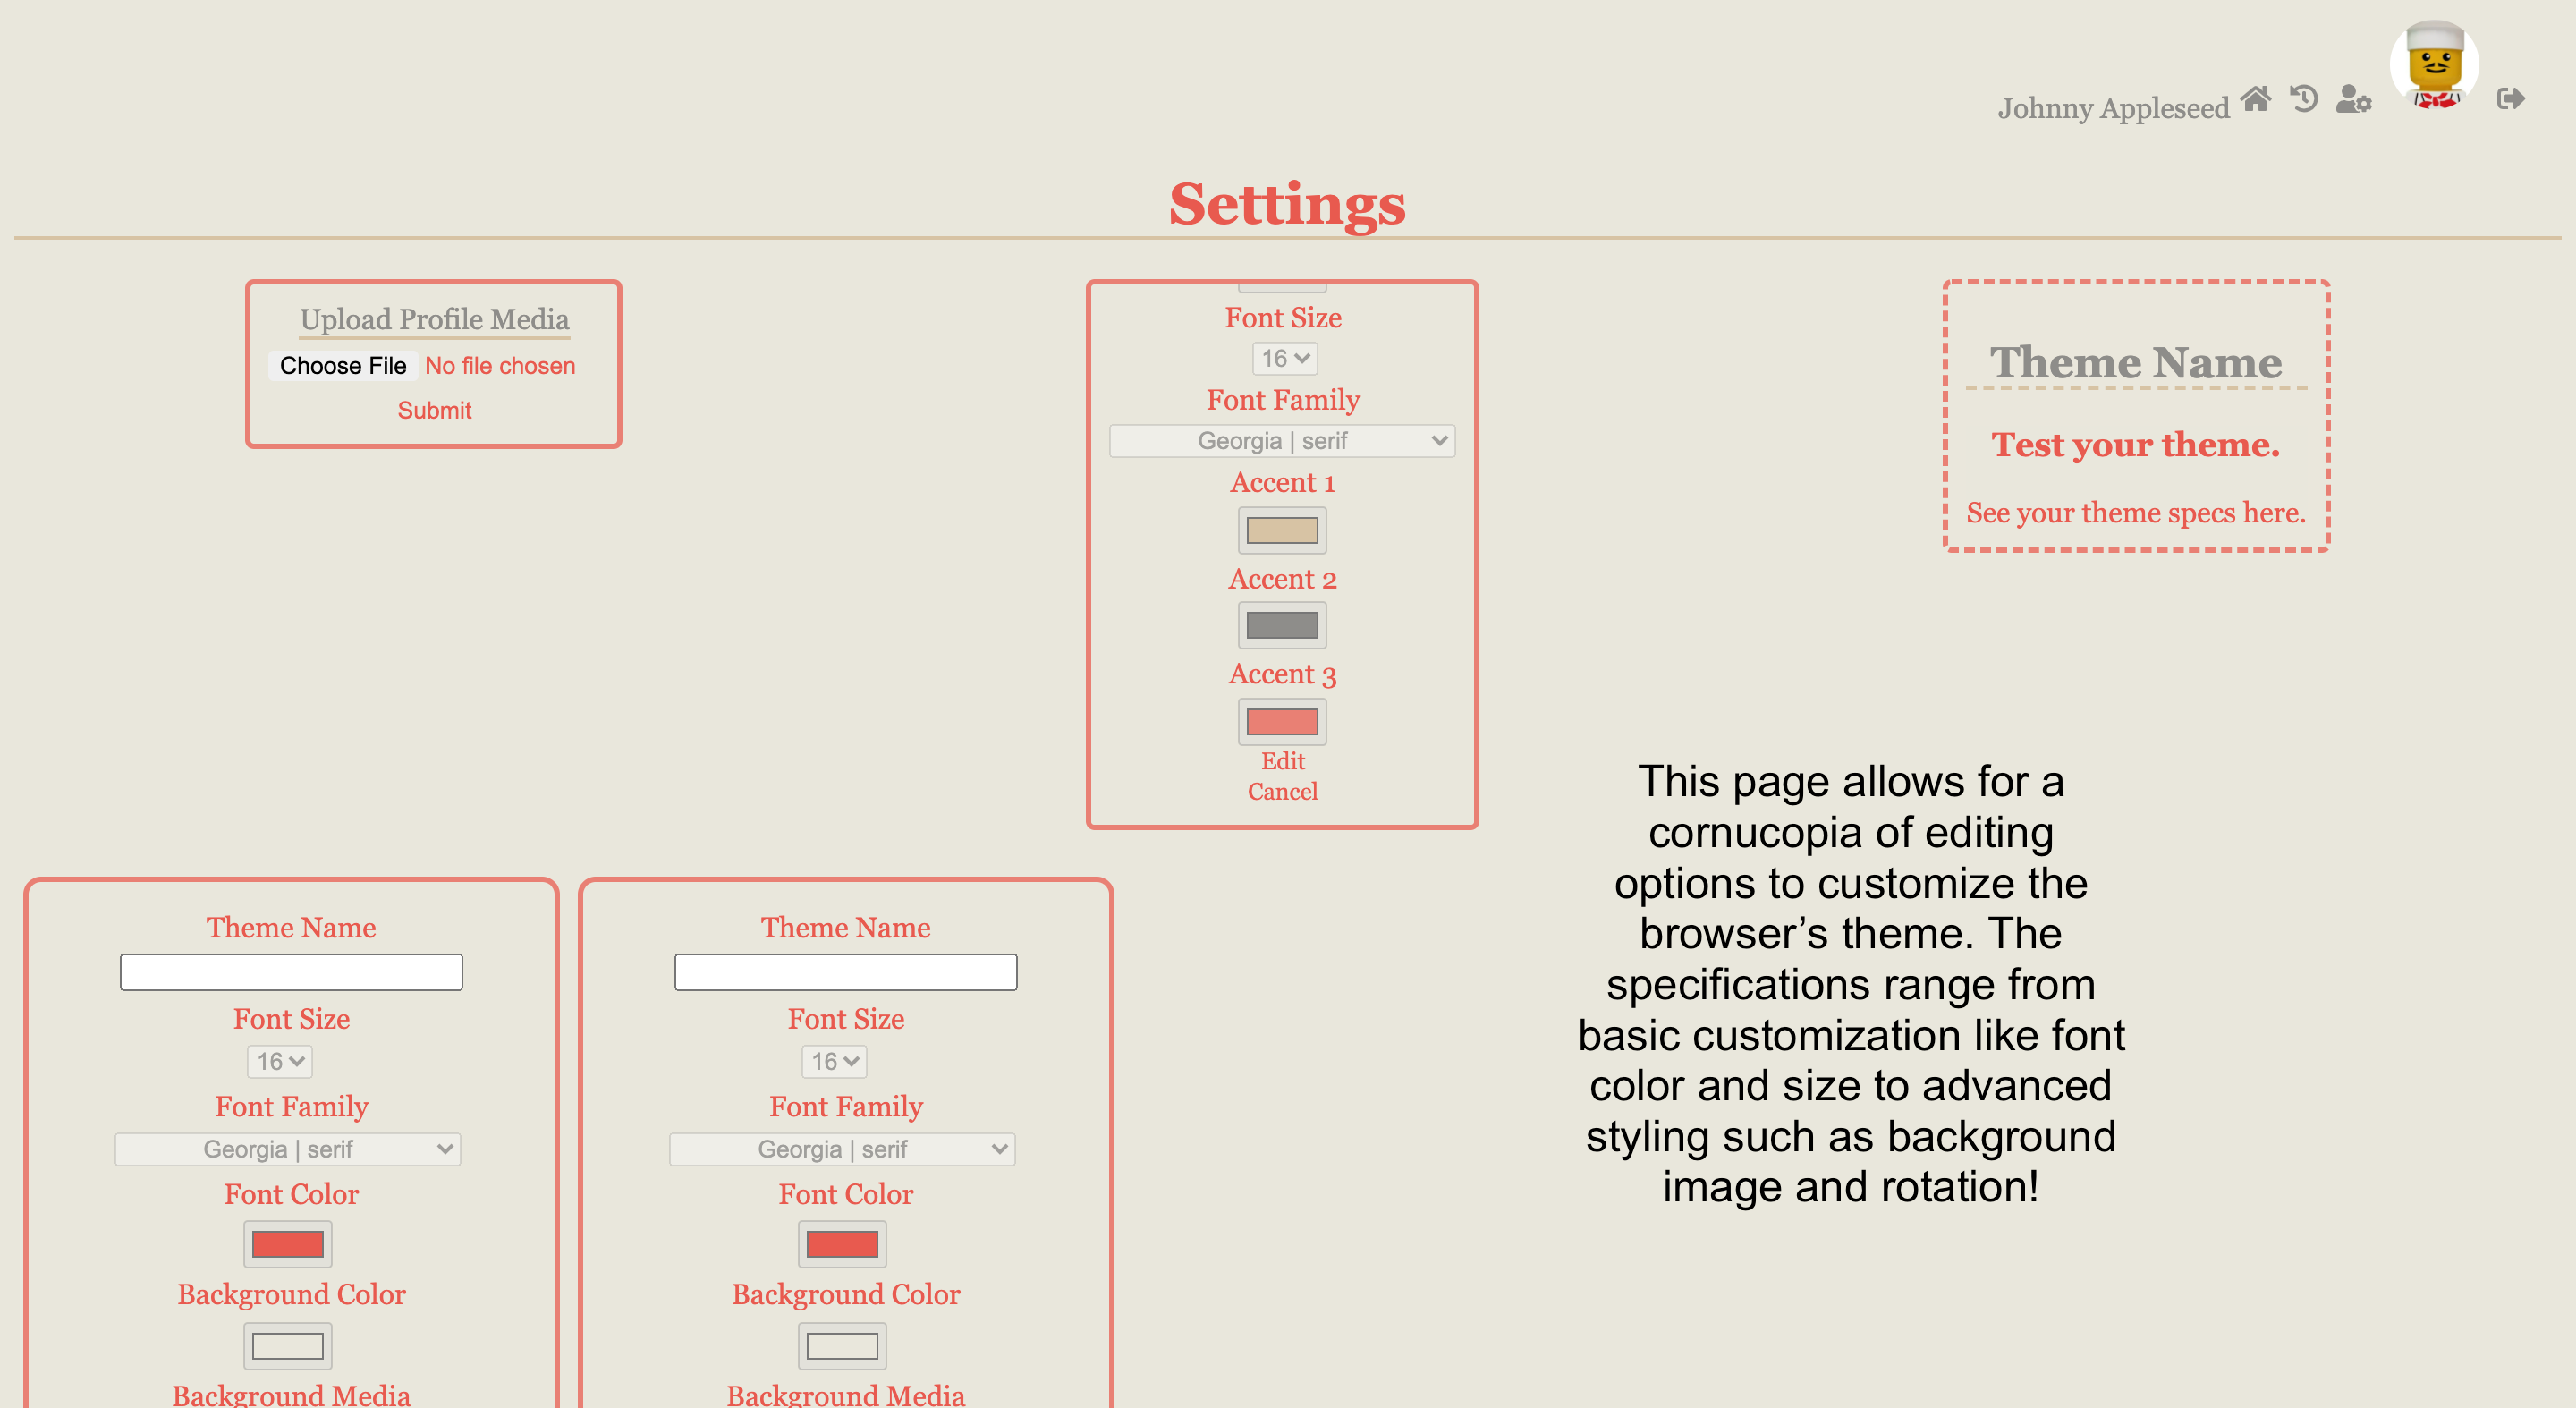 Johnny Appleseed
Settings
Upload Profile Media
Choose File No file chosen
Submit
Font Size
16
Font Family
Georgia | serif
Accent 1
Accent 2
Accent 3
Edit
Cancel
Theme Name
Test your theme.
See your theme specs here.
This page allows for a
cornucopia of editing
options to customize the
browser’s theme. The
specifications range from
basic customization like font
color and size to advanced
styling such as background
image and rotation!
Theme Name
Font Size
16
Font Family
Georgia | serif
Font Color
Background Color
Background Media
Theme Name
Font Size
16
Font Family
Georgia | serif
Font Color
Background Color
Background Media